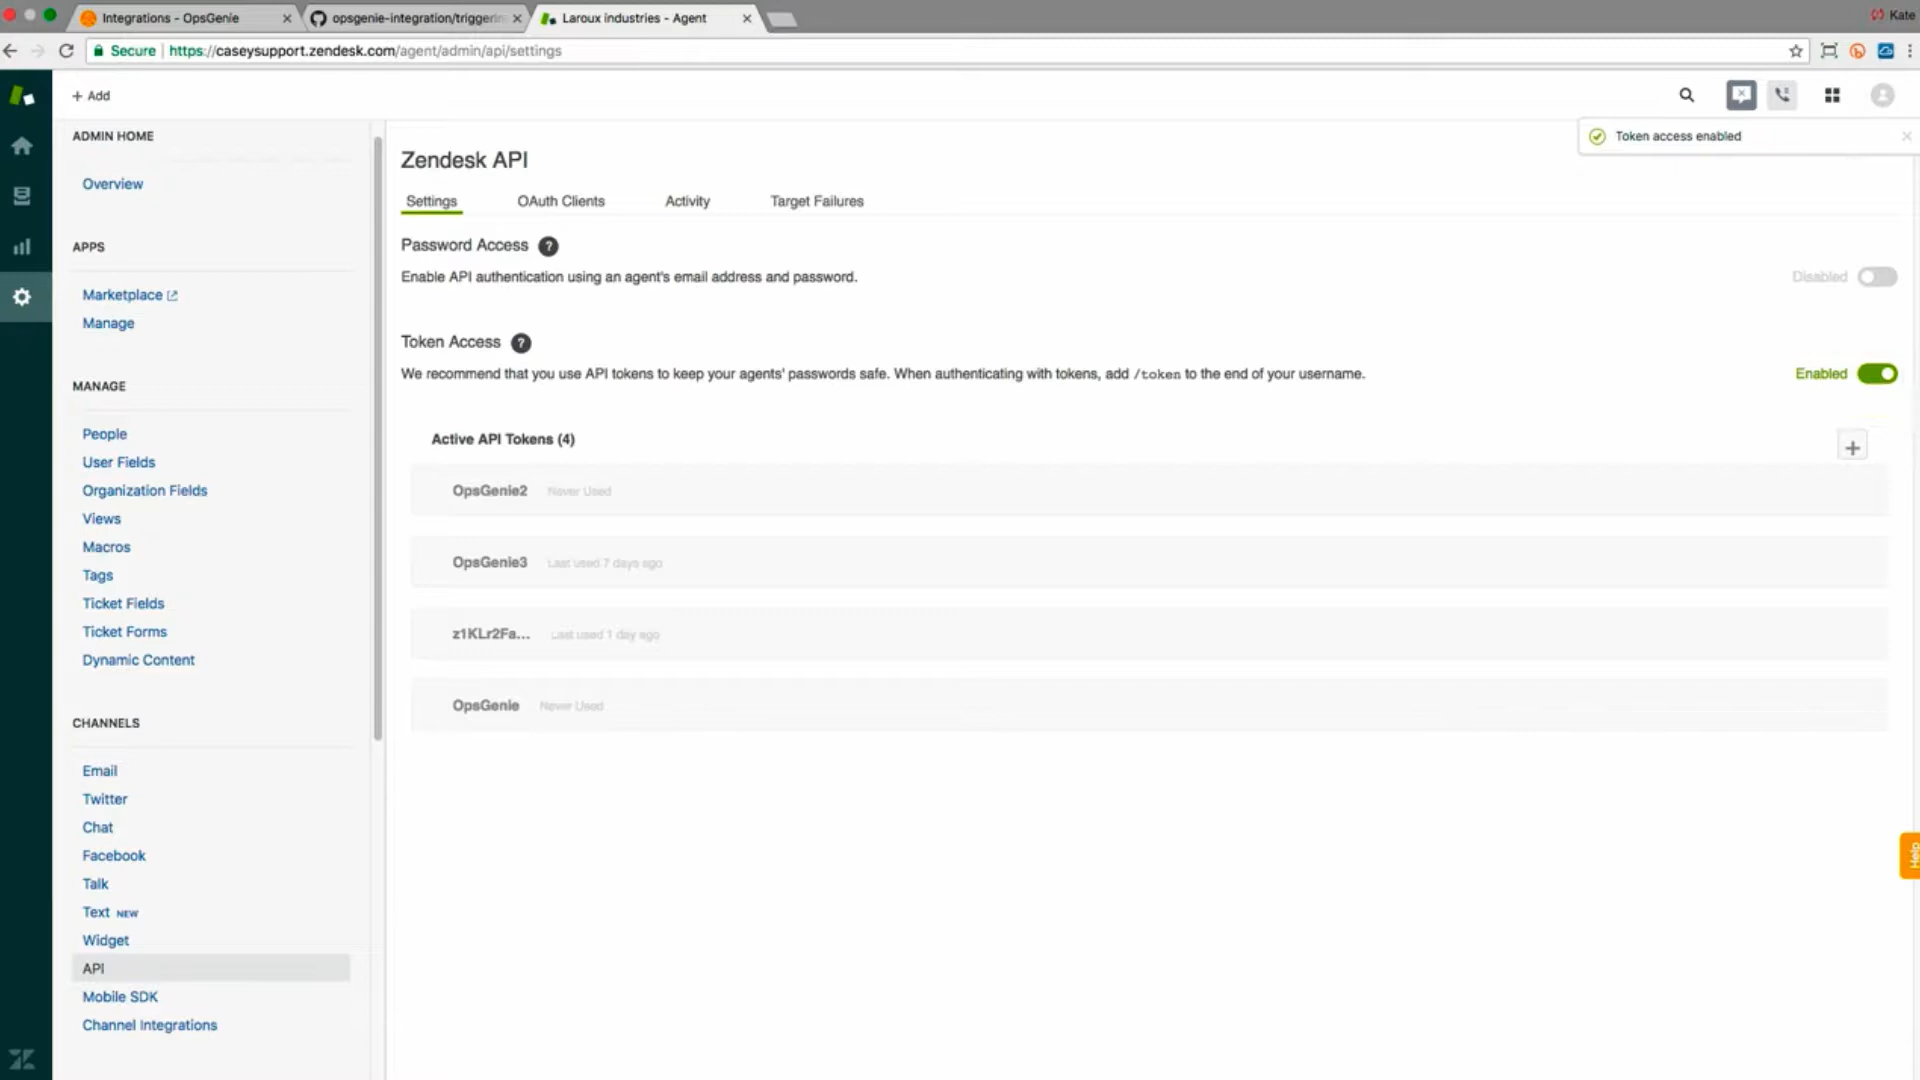 Integrations - OpsGenie
opsgenie-integration/triggerin
Laroux industries - Agent
Kate
Secure
https://caseysupport.zendesk.com/agent/admin/api/settings
+ Add
Token access enabled
ADMIN HOME
Overview
APPS
Marketplace
Manage
MANAGE
People
User Fields
Organization Fields
Views
Macros
Tags
Ticket Fields
Ticket Forms
Dynamic Content
CHANNELS
Email
Twitter
Chat
Facebook
Talk
Text NEW
Widget
API
Mobile SDK
Channel Integrations
Zendesk API
Settings
OAuth Clients
Activity
Target Failures
Password Access ?
Enable API authentication using an agent's email address and password.
Disabled
Token Access ?
We recommend that you use API tokens to keep your agents' passwords safe. When authenticating with tokens, add /token to the end of your username.
Enabled
Active API Tokens (4)
+
OpsGenie2 Never Used
OpsGenie3 Last used 7 days ago
z1KLr2Fa... Last used 1 day ago
OpsGenie Never Used
Help